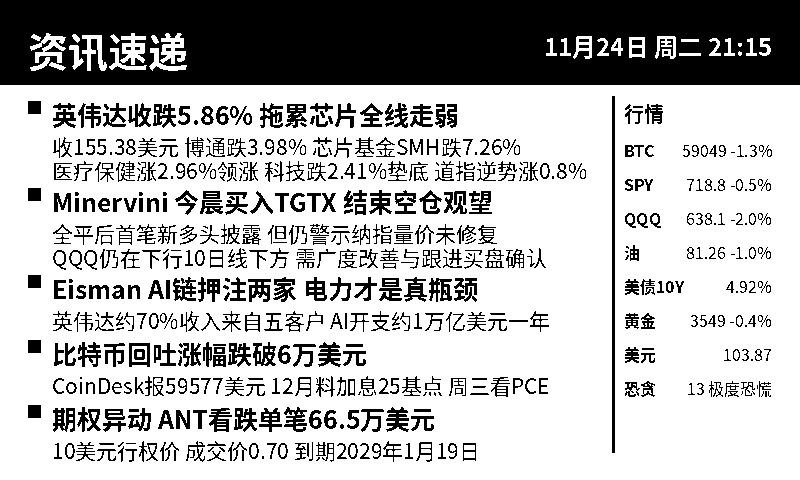 资讯速递
11月24日 周二 21:15
英伟达收跌5.86% 拖累芯片全线走弱
收155.38美元 博通跌3.98% 芯片基金SMH跌7.26%
医疗保健涨2.96%领涨 科技跌2.41%垫底 道指逆势涨0.8%
Minervini 今晨买入TGTX 结束空仓观望
全平后首笔新多头披露 但仍警示纳指量价未修复
QQQ仍在下行10日线下方 需广度改善与跟进买盘确认
Eisman AI链押注两家 电力才是真瓶颈
英伟达约70%收入来自五客户 AI开支约1万亿美元一年
比特币回吐涨幅跌破6万美元
CoinDesk报59577美元 12月料加息25基点 周三看PCE
期权异动 ANT看跌单笔66.5万美元
10美元行权价 成交价0.70 到期2029年1月19日
行情
BTC 59049 -1.3%
SPY 718.8 -0.5%
QQQ 638.1 -2.0%
油 81.26 -1.0%
美债10Y 4.92%
黄金 3549 -0.4%
美元 103.87
恐贪 13 极度恐慌